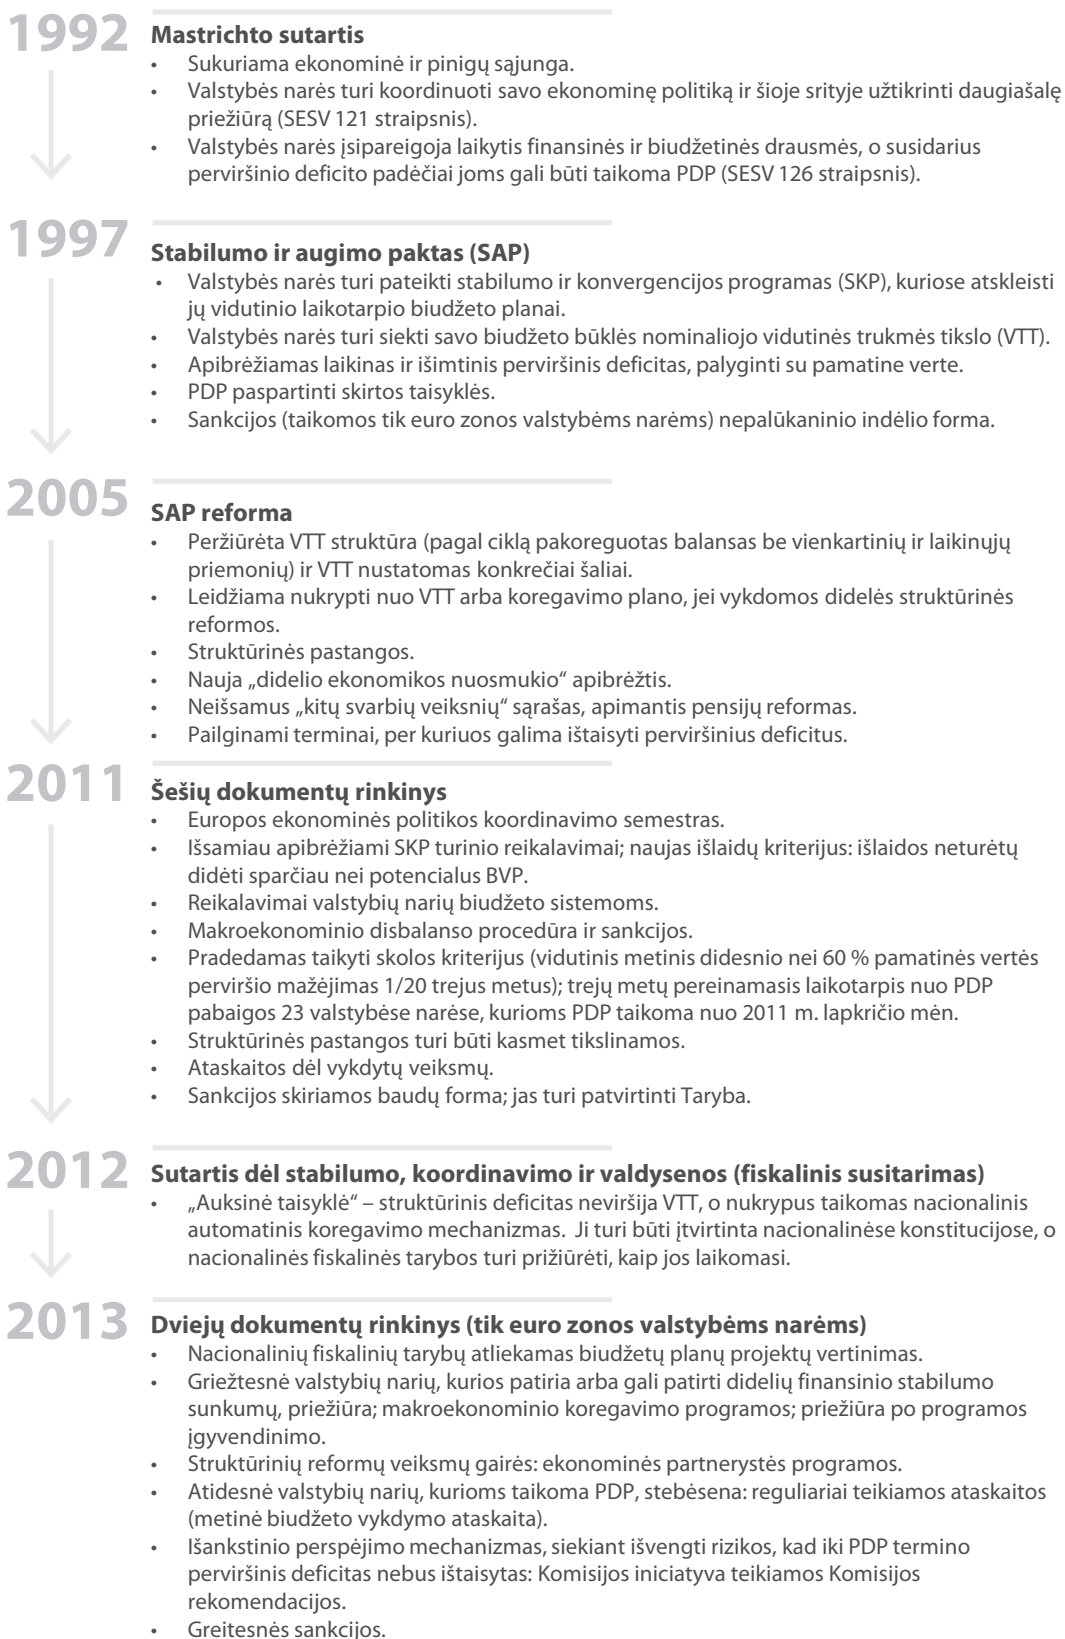 1992
Mastrichto sutartis
• Sukuriama ekonominė ir pinigų sąjunga.
• Valstybės narės turi koordinuoti savo ekonominę politiką ir šioje srityje užtikrinti daugiašalę
priežiūrą (SESV 121 straipsnis).
• Valstybės narės įsipareigoja laikytis finansinės ir biudžetinės drausmės, o susidarius
perviršinio deficito padėčiai joms gali būti taikoma PDP (SESV 126 straipsnis).
1997
Stabilumo ir augimo paktas (SAP)
• Valstybės narės turi pateikti stabilumo ir konvergencijos programas (SKP), kuriose atskleisti
jų vidutinio laikotarpio biudžeto planai.
• Valstybės narės turi siekti savo biudžeto būklės nominaliojo vidutinės trukmės tikslo (VTT).
• Apibrėžiamas laikinas ir išimtinis perviršinis deficitas, palyginti su pamatine verte.
• PDP paspartinti skirtos taisyklės.
• Sankcijos (taikomos tik euro zonos valstybėms narėms) nepalūkaninio indėlio forma.
2005
SAP reforma
• Peržiūrėta VTT struktūra (pagal ciklą pakoreguotas balansas be vienkartinių ir laikinųjų
priemonių) ir VTT nustatomas konkrečiai šaliai.
• Leidžiama nukrypti nuo VTT arba koregavimo plano, jei vykdomos didelės struktūrinės
reformos.
• Struktūrinės pastangos.
• Nauja „didelio ekonomikos nuosmukio“ apibrėžtis.
• Neišsamus „kitų svarbių veiksnių“ sąrašas, apimantis pensijų reformas.
• Pailginami terminai, per kuriuos galima ištaisyti perviršinius deficitus.
2011
Šešių dokumentų rinkinys
• Europos ekonominės politikos koordinavimo semestras.
• Išsamiau apibrėžiami SKP turinio reikalavimai; naujas išlaidų kriterijus: išlaidos neturėtų
didėti sparčiau nei potencialus BVP.
• Reikalavimai valstybių narių biudžeto sistemoms.
• Makroekonominio disbalanso procedūra ir sankcijos.
• Pradedamas taikyti skolos kriterijus (vidutinis metinis didesnio nei 60 % pamatinės vertės
perviršio mažėjimas 1/20 trejus metus); trejų metų pereinamasis laikotarpis nuo PDP
pabaigos 23 valstybėse narėse, kurioms PDP taikoma nuo 2011 m. lapkričio mėn.
• Struktūrinės pastangos turi būti kasmet tikslinamos.
• Ataskaitos dėl vykdytų veiksmų.
• Sankcijos skiriamos baudų forma; jas turi patvirtinti Taryba.
2012
Sutartis dėl stabilumo, koordinavimo ir valdysenos (fiskalinis susitarimas)
• „Auksinė taisyklė“ – struktūrinis deficitas neviršija VTT, o nukrypus taikomas nacionalinis
automatinis koregavimo mechanizmas. Ji turi būti įtvirtinta nacionalinėse konstitucijose, o
nacionalinės fiskalinės tarybos turi prižiūrėti, kaip jos laikomasi.
2013
Dviejų dokumentų rinkinys (tik euro zonos valstybėms narėms)
• Nacionalinių fiskalinių tarybų atliekamas biudžetų planų projektų vertinimas.
• Griežtesnė valstybių narių, kurios patiria arba gali patirti didelių finansinio stabilumo
sunkumų, priežiūra; makroekonominio koregavimo programos; priežiūra po programos
įgyvendinimo.
• Struktūrinių reformų veiksmų gairės: ekonominės partnerystės programos.
• Atidesnė valstybių narių, kurioms taikoma PDP, stebėsena: reguliariai teikiamos ataskaitos
(metinė biudžeto vykdymo ataskaita).
• Išankstinio perspėjimo mechanizmas, siekiant išvengti rizikos, kad iki PDP termino
perviršinis deficitas nebus ištaisytas: Komisijos iniciatyva teikiamos Komisijos
rekomendacijos.
• Greitesnės sankcijos.